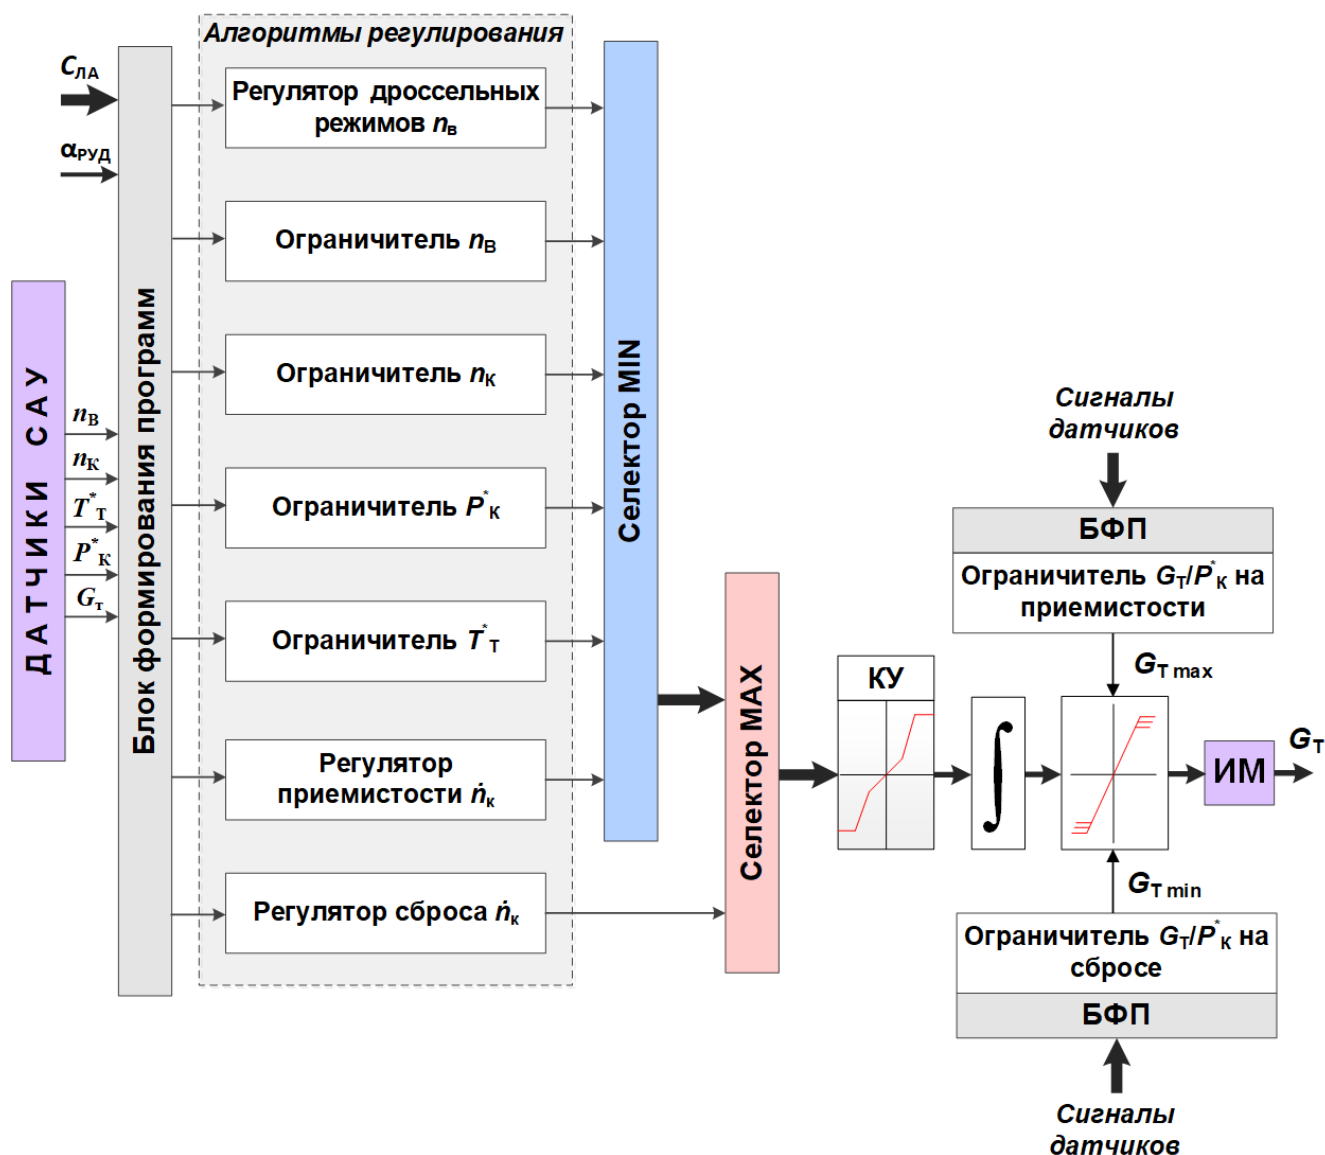 Алгоритмы регулирования
CЛА
αРУД
ДАТЧИКИ САУ
nВ
nК
T*Т
P*К
Gт
Блок формирования программ
Регулятор дроссельных
режимов nв
Ограничитель nВ
Ограничитель nК
Ограничитель P*К
Ограничитель T*Т
Регулятор
приемистости ṅк
Регулятор сброса ṅк
Селектор MIN
Селектор MAX
КУ
∫
Сигналы
датчиков
БФП
Ограничитель GТ/P*К на
приемистости
GТ max
ИМ
GТ
GТ min
Ограничитель GТ/P*К на
сбросе
БФП
Сигналы
датчиков